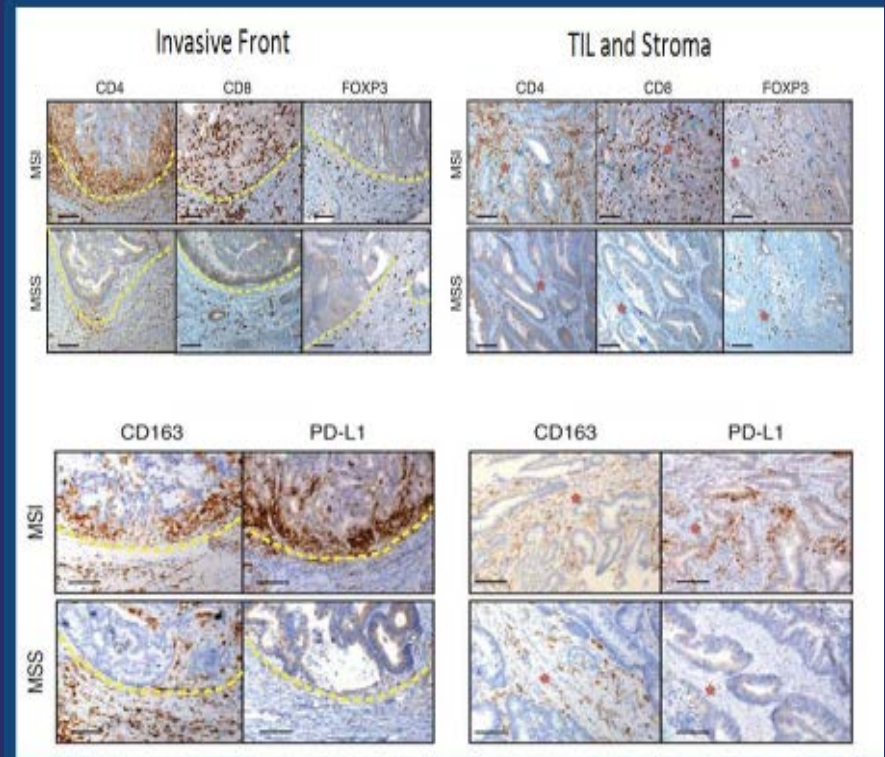 Invasive Front
TIL and Stroma
CD4 CD8 FOXP3
CD4 CD8 FOXP3
MSI
MSI
MSS
MSS
CD163 PD-L1
CD163 PD-L1
MSI
MSS